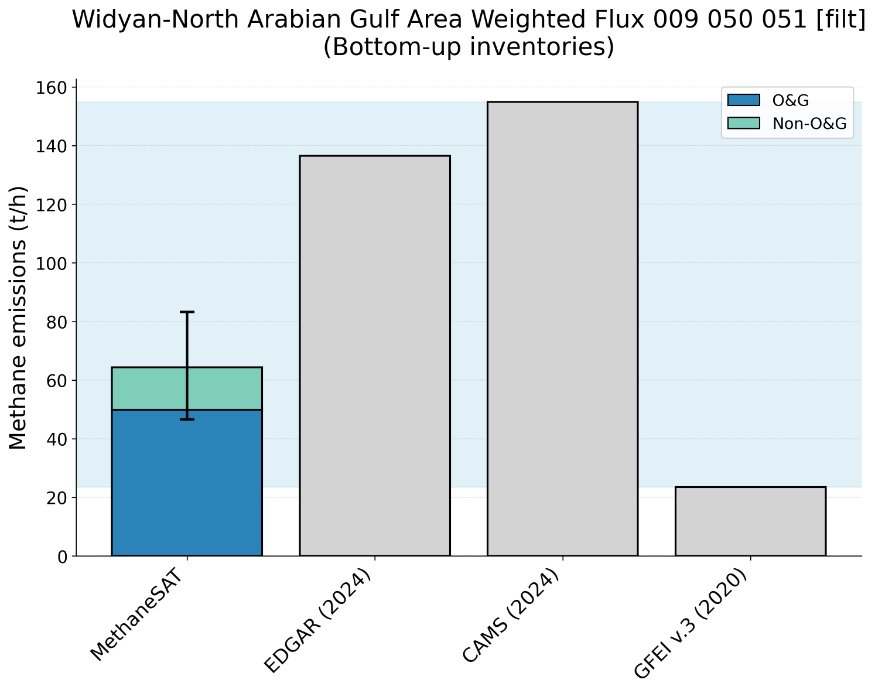 Widyan-North Arabian Gulf Area Weighted Flux 009 050 051 [filt]
(Bottom-up inventories)
Methane emissions (t/h)
160
140
120
100
80
60
40
20
0
O&G
Non-O&G
MethaneSAT
EDGAR (2024)
CAMS (2024)
GFEI v.3 (2020)